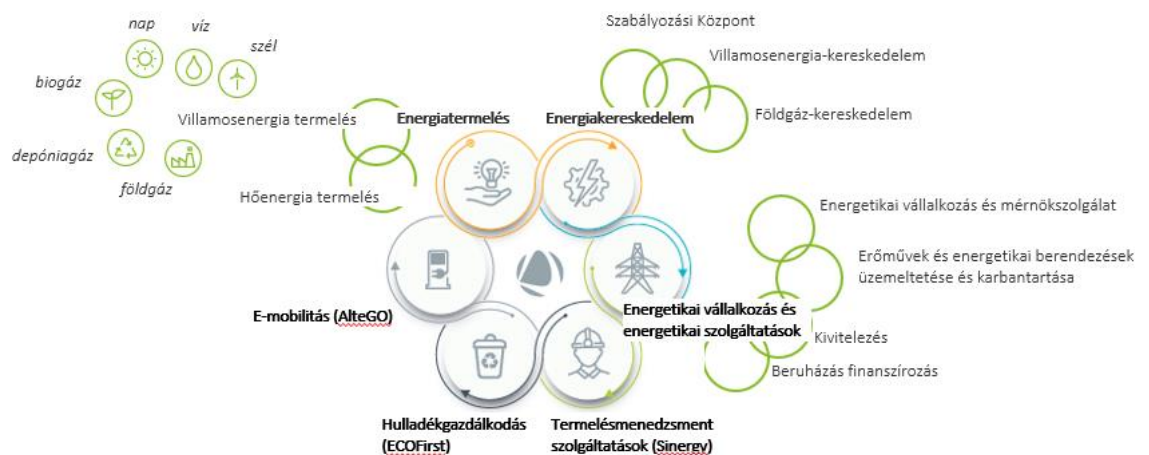 nap
víz
szél
biogáz
depóniagáz
földgáz
Villamosenergia termelés
Hőenergia termelés
Energiatermelés
Energiakereskedelem
Szabályozási Központ
Villamosenergia-kereskedelem
Földgáz-kereskedelem
Energetikai vállalkozás és mérnökszolgálat
Erőművek és energetikai berendezések
üzemeltetése és karbantartása
Kivitelezés
Beruházás finanszírozás
Energetikai vállalkozás és
energetikai szolgáltatások
E-mobilitás (AlteGO)
Hulladékgazdálkodás
(ECOFirst)
Termelésmenedzsment
szolgáltatások (Sinergy)